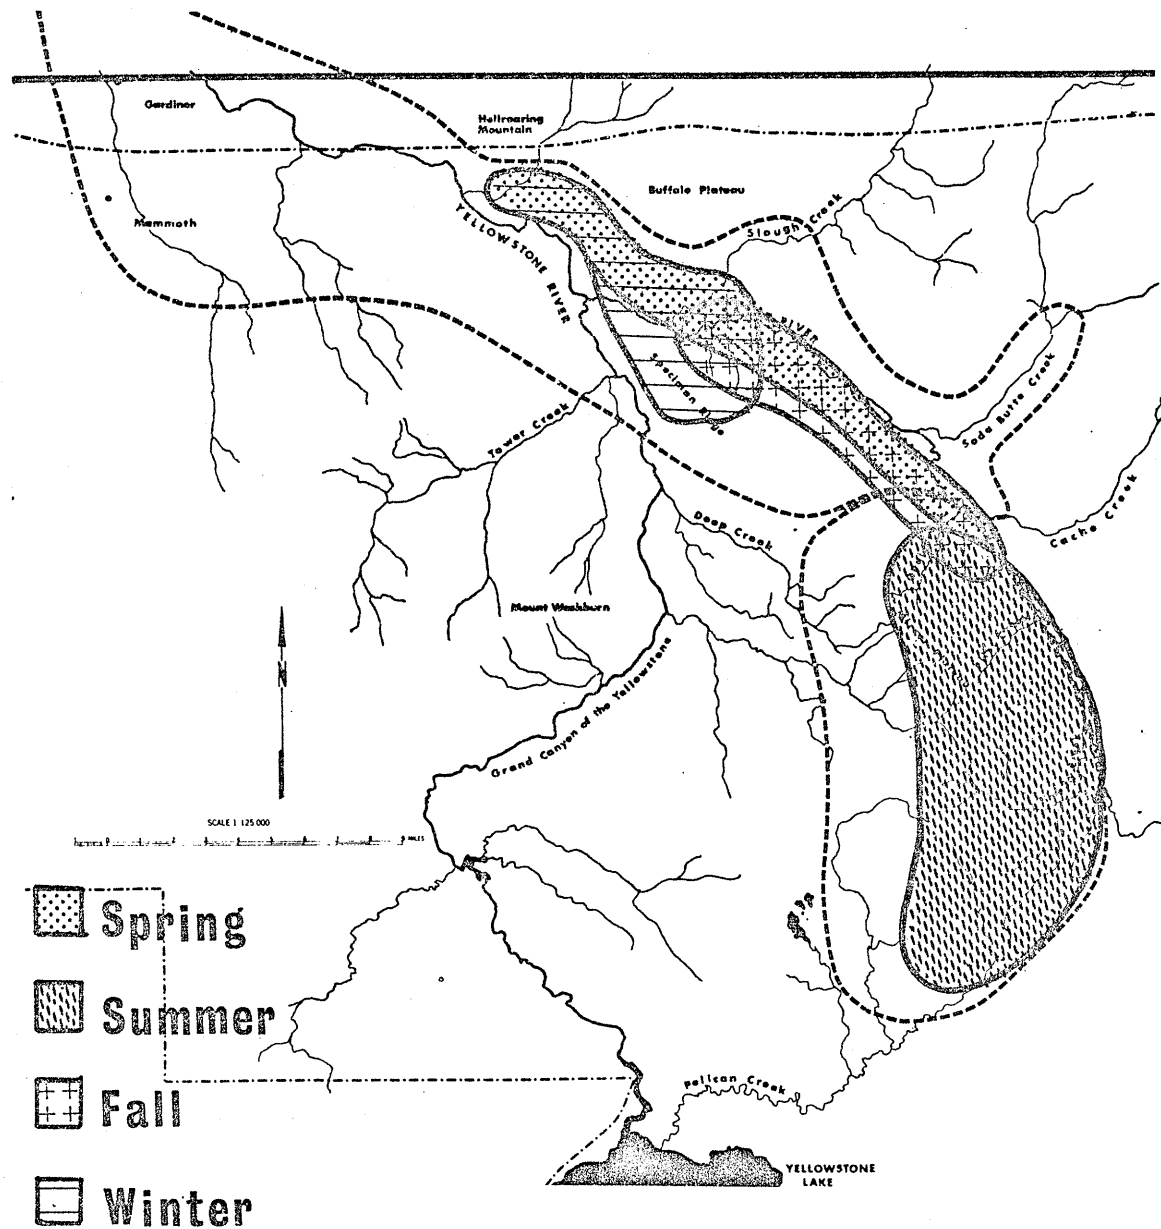 Gardiner
Hellroaring
Mountain
Buffalo Plateau
Mammoth
Slough Creek
YELLOWSTONE RIVER
RIVER
Specimen Ridge
Soda Butte Creek
Tower Creek
Cache Creek
Deep Creek
Mount Washburn
N
Grand Canyon of the Yellowstone
SCALE 1 125 000
MILES
Spring
Summer
Fall
Pelican Creek
YELLOWSTONE
LAKE
Winter